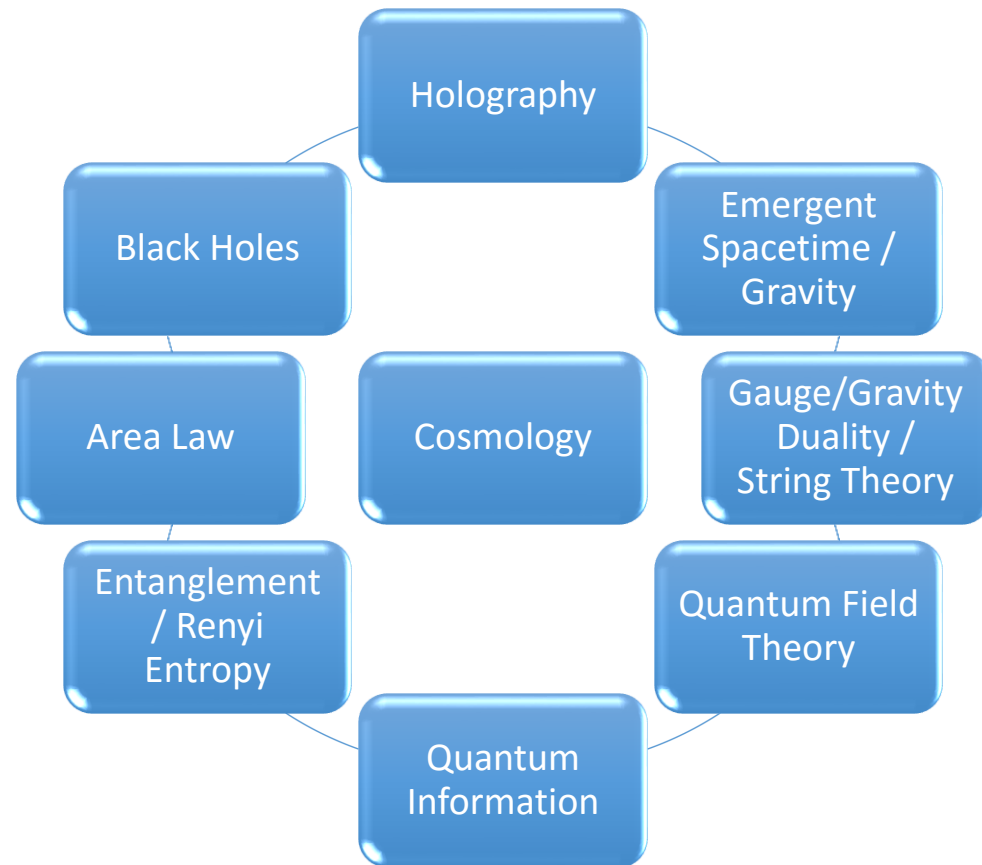 Holography
Black Holes
Emergent
Spacetime /
Gravity
Area Law
Cosmology
Gauge/Gravity
Duality /
String Theory
Entanglement
/ Renyi
Entropy
Quantum Field
Theory
Quantum
Information